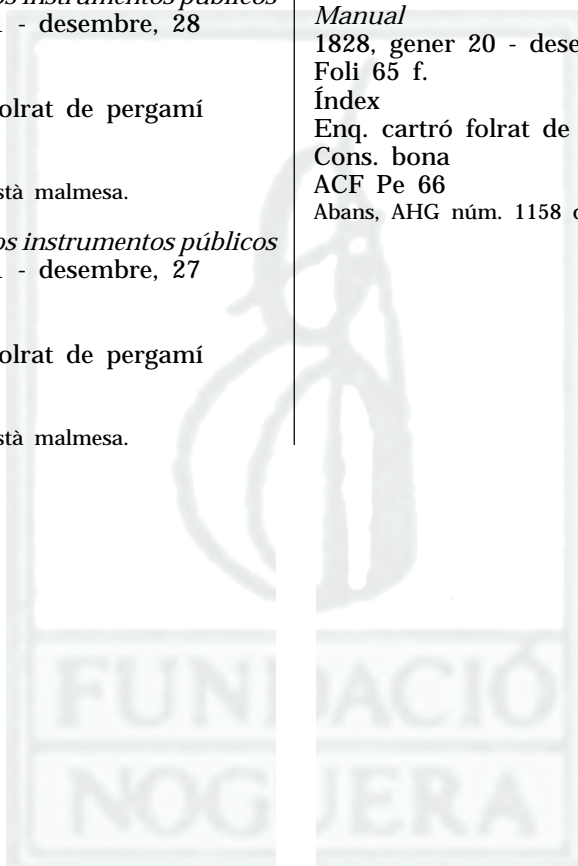 os instrumentos públicos
- desembre, 28
olrat de pergamí
stà malmesa.
os instrumentos públicos
- desembre, 27
olrat de pergamí
stà malmesa.
Manual
1828, gener 20 - dese
Foli 65 f.
Índex
Enq. cartró folrat de
Cons. bona
ACF Pe 66
Abans, AHG núm. 1158
FUNDACIÓ
NOGUERA